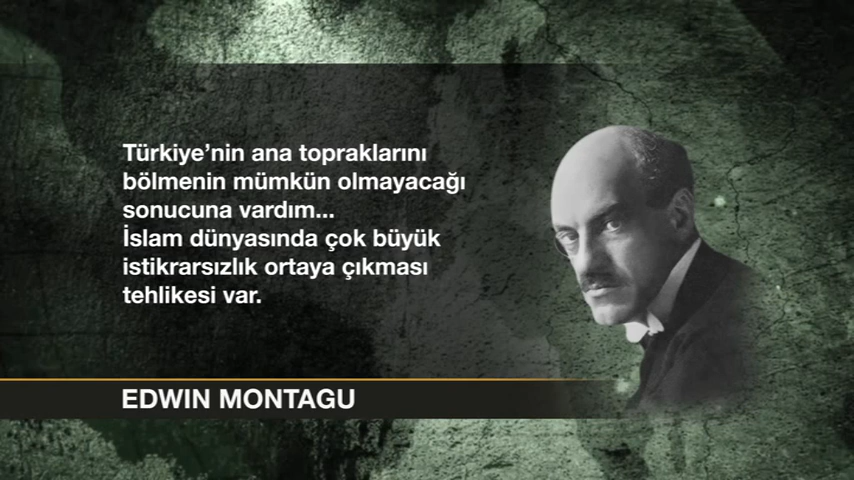 Türkiye’nin ana topraklarını
bölmenin mümkün olmayacağı
sonucuna vardım...
İslam dünyasında çok büyük
istikrarsızlık ortaya çıkması
tehlikesi var.
EDWIN MONTAGU